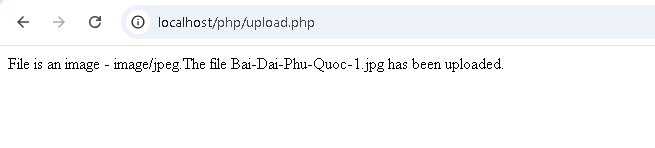 localhost/php/upload.php
File is an image - image/jpeg.The file Bai-Dai-Phu-Quoc-1.jpg has been uploaded.